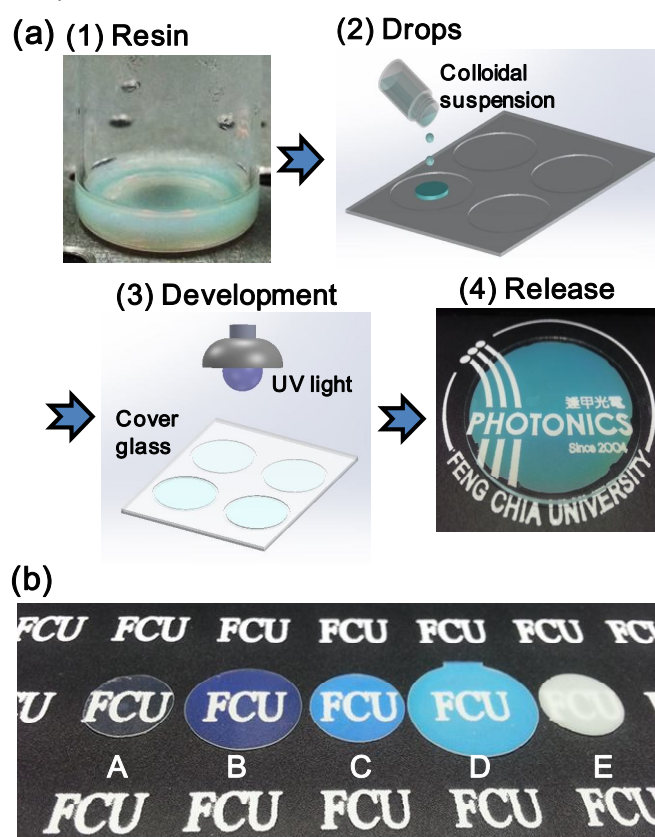 (a) (1) Resin
(2) Drops
Colloidal
suspension
(3) Development
UV light
Cover
glass
(4) Release
逢甲光電
PHOTONICS
Since 2004
FENG CHIA UNIVERSITY
(b)
FCU FCU FCU FCU FCU FCU FC
U FCU FCU FCU FCU FCU
A B C D E
FCU FCU FCU FCU FCU